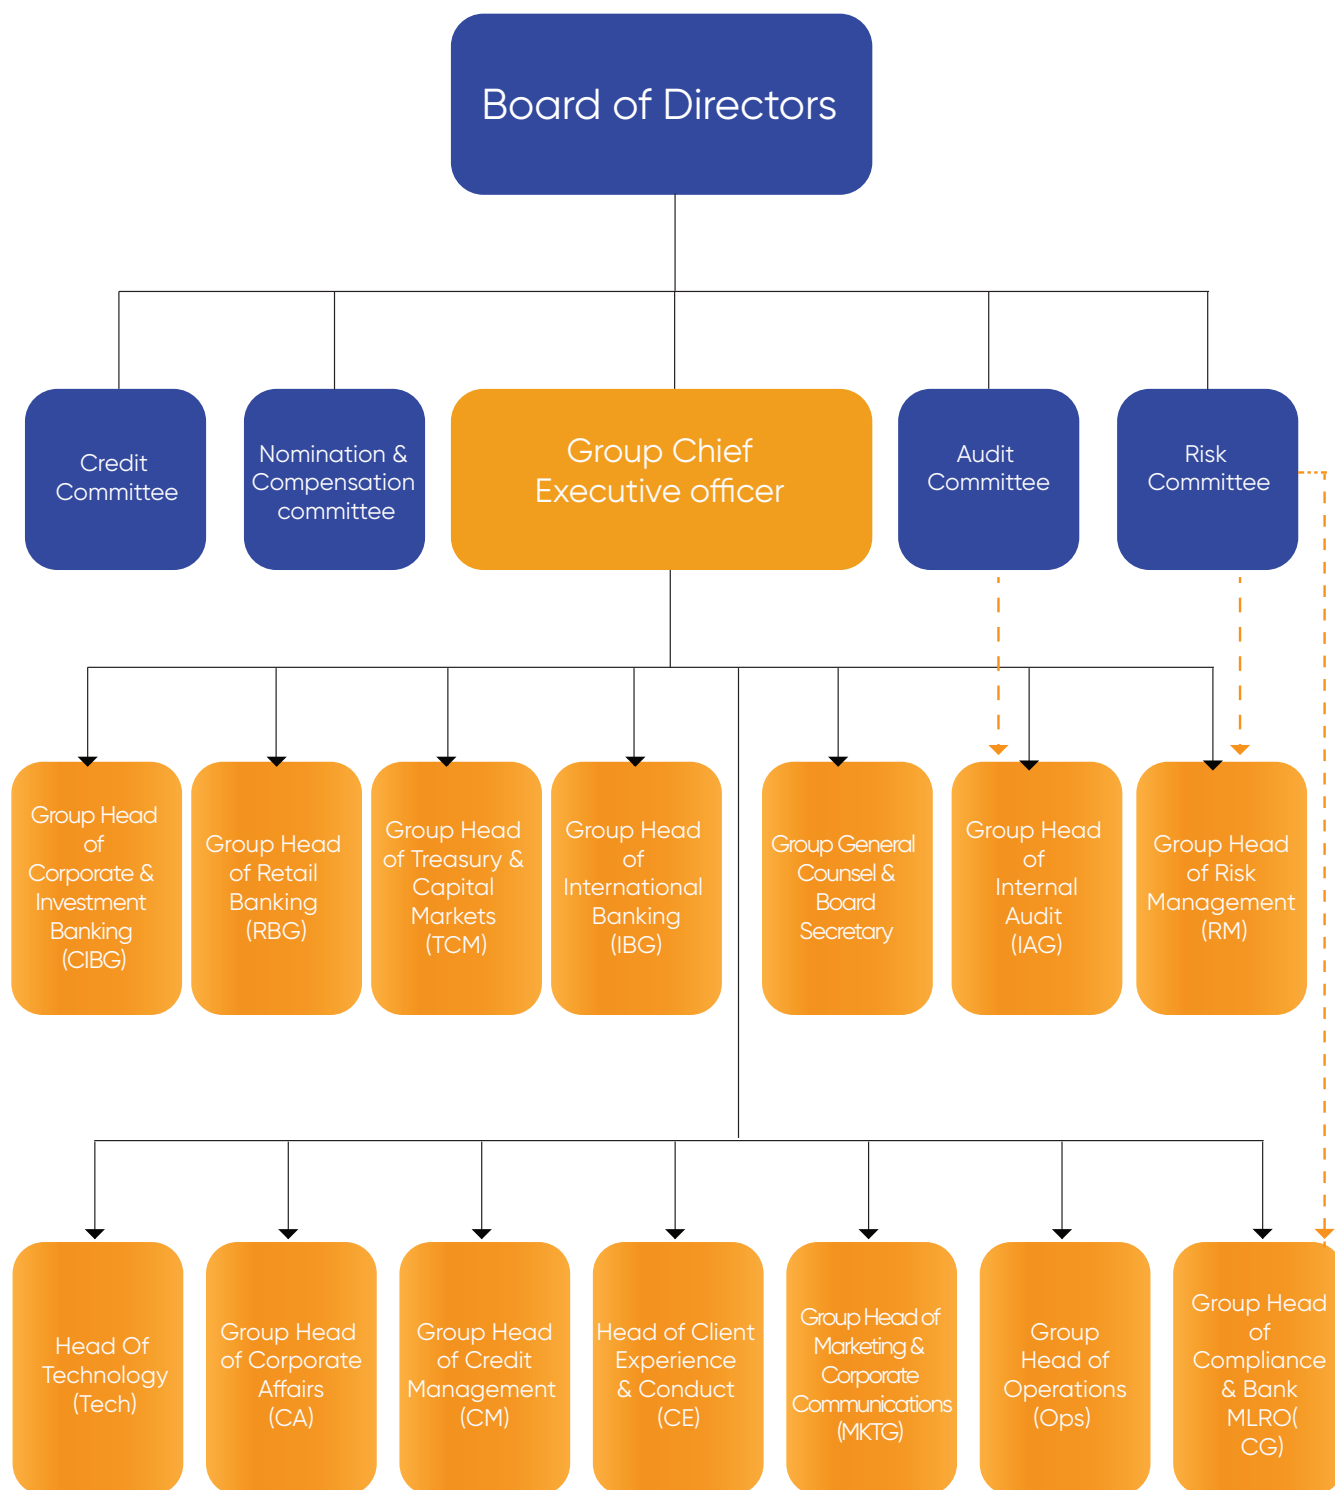 Board of Directors
Credit
Committee
Nomination &
Compensation
committee
Group Chief
Executive officer
Audit
Committee
Risk
Committee
Group Head
of
Corporate &
Investment
Banking
(CIBG)
Group Head
of Retail
Banking
(RBG)
Group Head
of Treasury &
Capital
Markets
(TCM)
Group Head
of
International
Banking
(IBG)
Group General
Counsel &
Board
Secretary
Group Head
of
Internal
Audit
(IAG)
Group Head
of Risk
Management
(RM)
Head Of
Technology
(Tech)
Group Head
of Corporate
Affairs
(CA)
Group Head
of Credit
Management
(CM)
Head of Client
Experience
& Conduct
(CE)
Group Head of
Marketing &
Corporate
Communications
(MKTG)
Group
Head of
Operations
(Ops)
Group Head
of
Compliance
& Bank
MLRO(
CG)